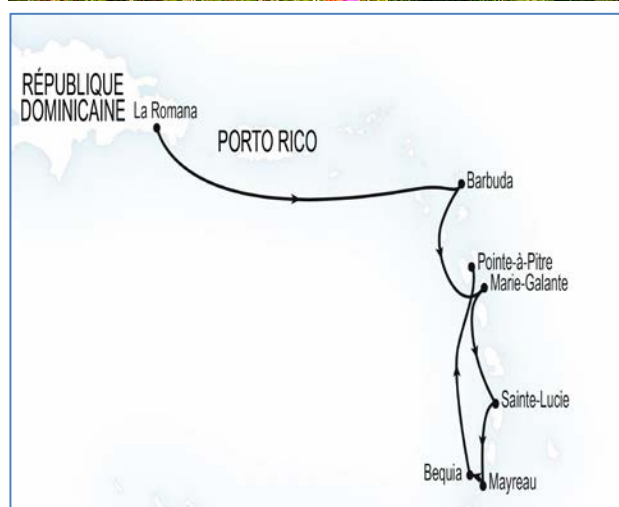 RÉPUBLIQUE
DOMINICAINE
La Romana
PORTO RICO
Barbuda
Pointe-à-Pitre
Marie-Galante
Sainte-Lucie
Bequia
Mayreau